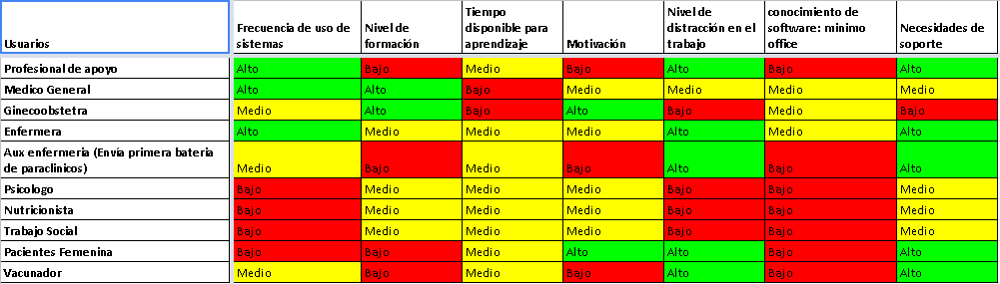 Usuarios | Frecuencia de uso de sistemas | Nivel de formación | Tiempo disponible para aprendizaje | Motivación | Nivel de distracción en el trabajo | conocimiento de software: minimo office | Necesidades de soporte
Profesional de apoyo | Alto | Bajo | Medio | Bajo | Alto | Bajo | Alto
Medico General | Alto | Alto | Bajo | Medio | Medio | Medio | Medio
Ginecoobstetra | Medio | Alto | Bajo | Alto | Bajo | Medio | Bajo
Enfermera | Alto | Medio | Medio | Medio | Alto | Medio | Alto
Aux enfermeria (Envía primera bateria de paraclínicos) | Medio | Bajo | Medio | Bajo | Alto | Bajo | Alto
Psicologo | Bajo | Medio | Medio | Medio | Bajo | Bajo | Medio
Nutricionista | Bajo | Medio | Medio | Medio | Bajo | Bajo | Medio
Trabajo Social | Bajo | Medio | Medio | Medio | Bajo | Bajo | Medio
Pacientes Femenina | Bajo | Bajo | Medio | Alto | Alto | Bajo | Alto
Vacunador | Medio | Bajo | Medio | Bajo | Alto | Bajo | Alto